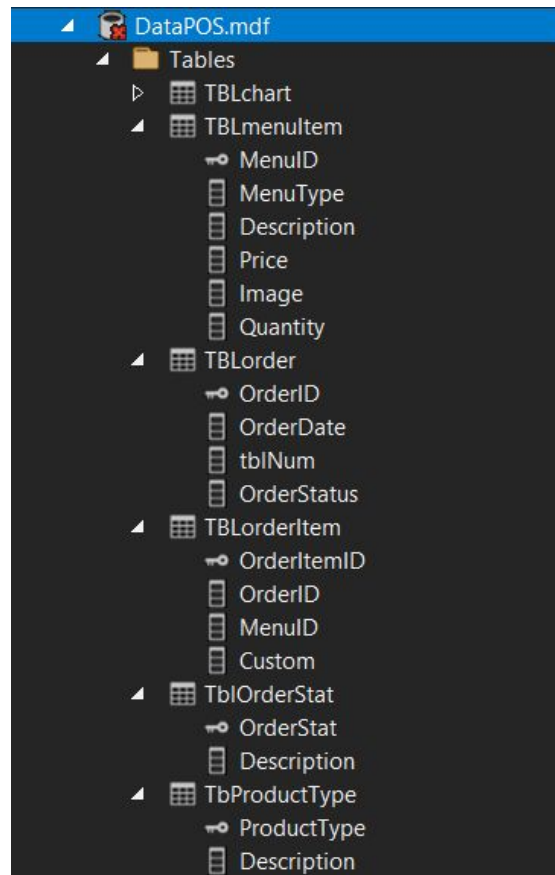 DataPOS.mdf
Tables
TBLchart
TBLmenuItem
MenuID
MenuType
Description
Price
Image
Quantity
TBLorder
OrderID
OrderDate
tblNum
OrderStatus
TBLorderItem
OrderItemID
OrderID
MenuID
Custom
TblOrderStat
OrderStat
Description
TbProductType
ProductType
Description